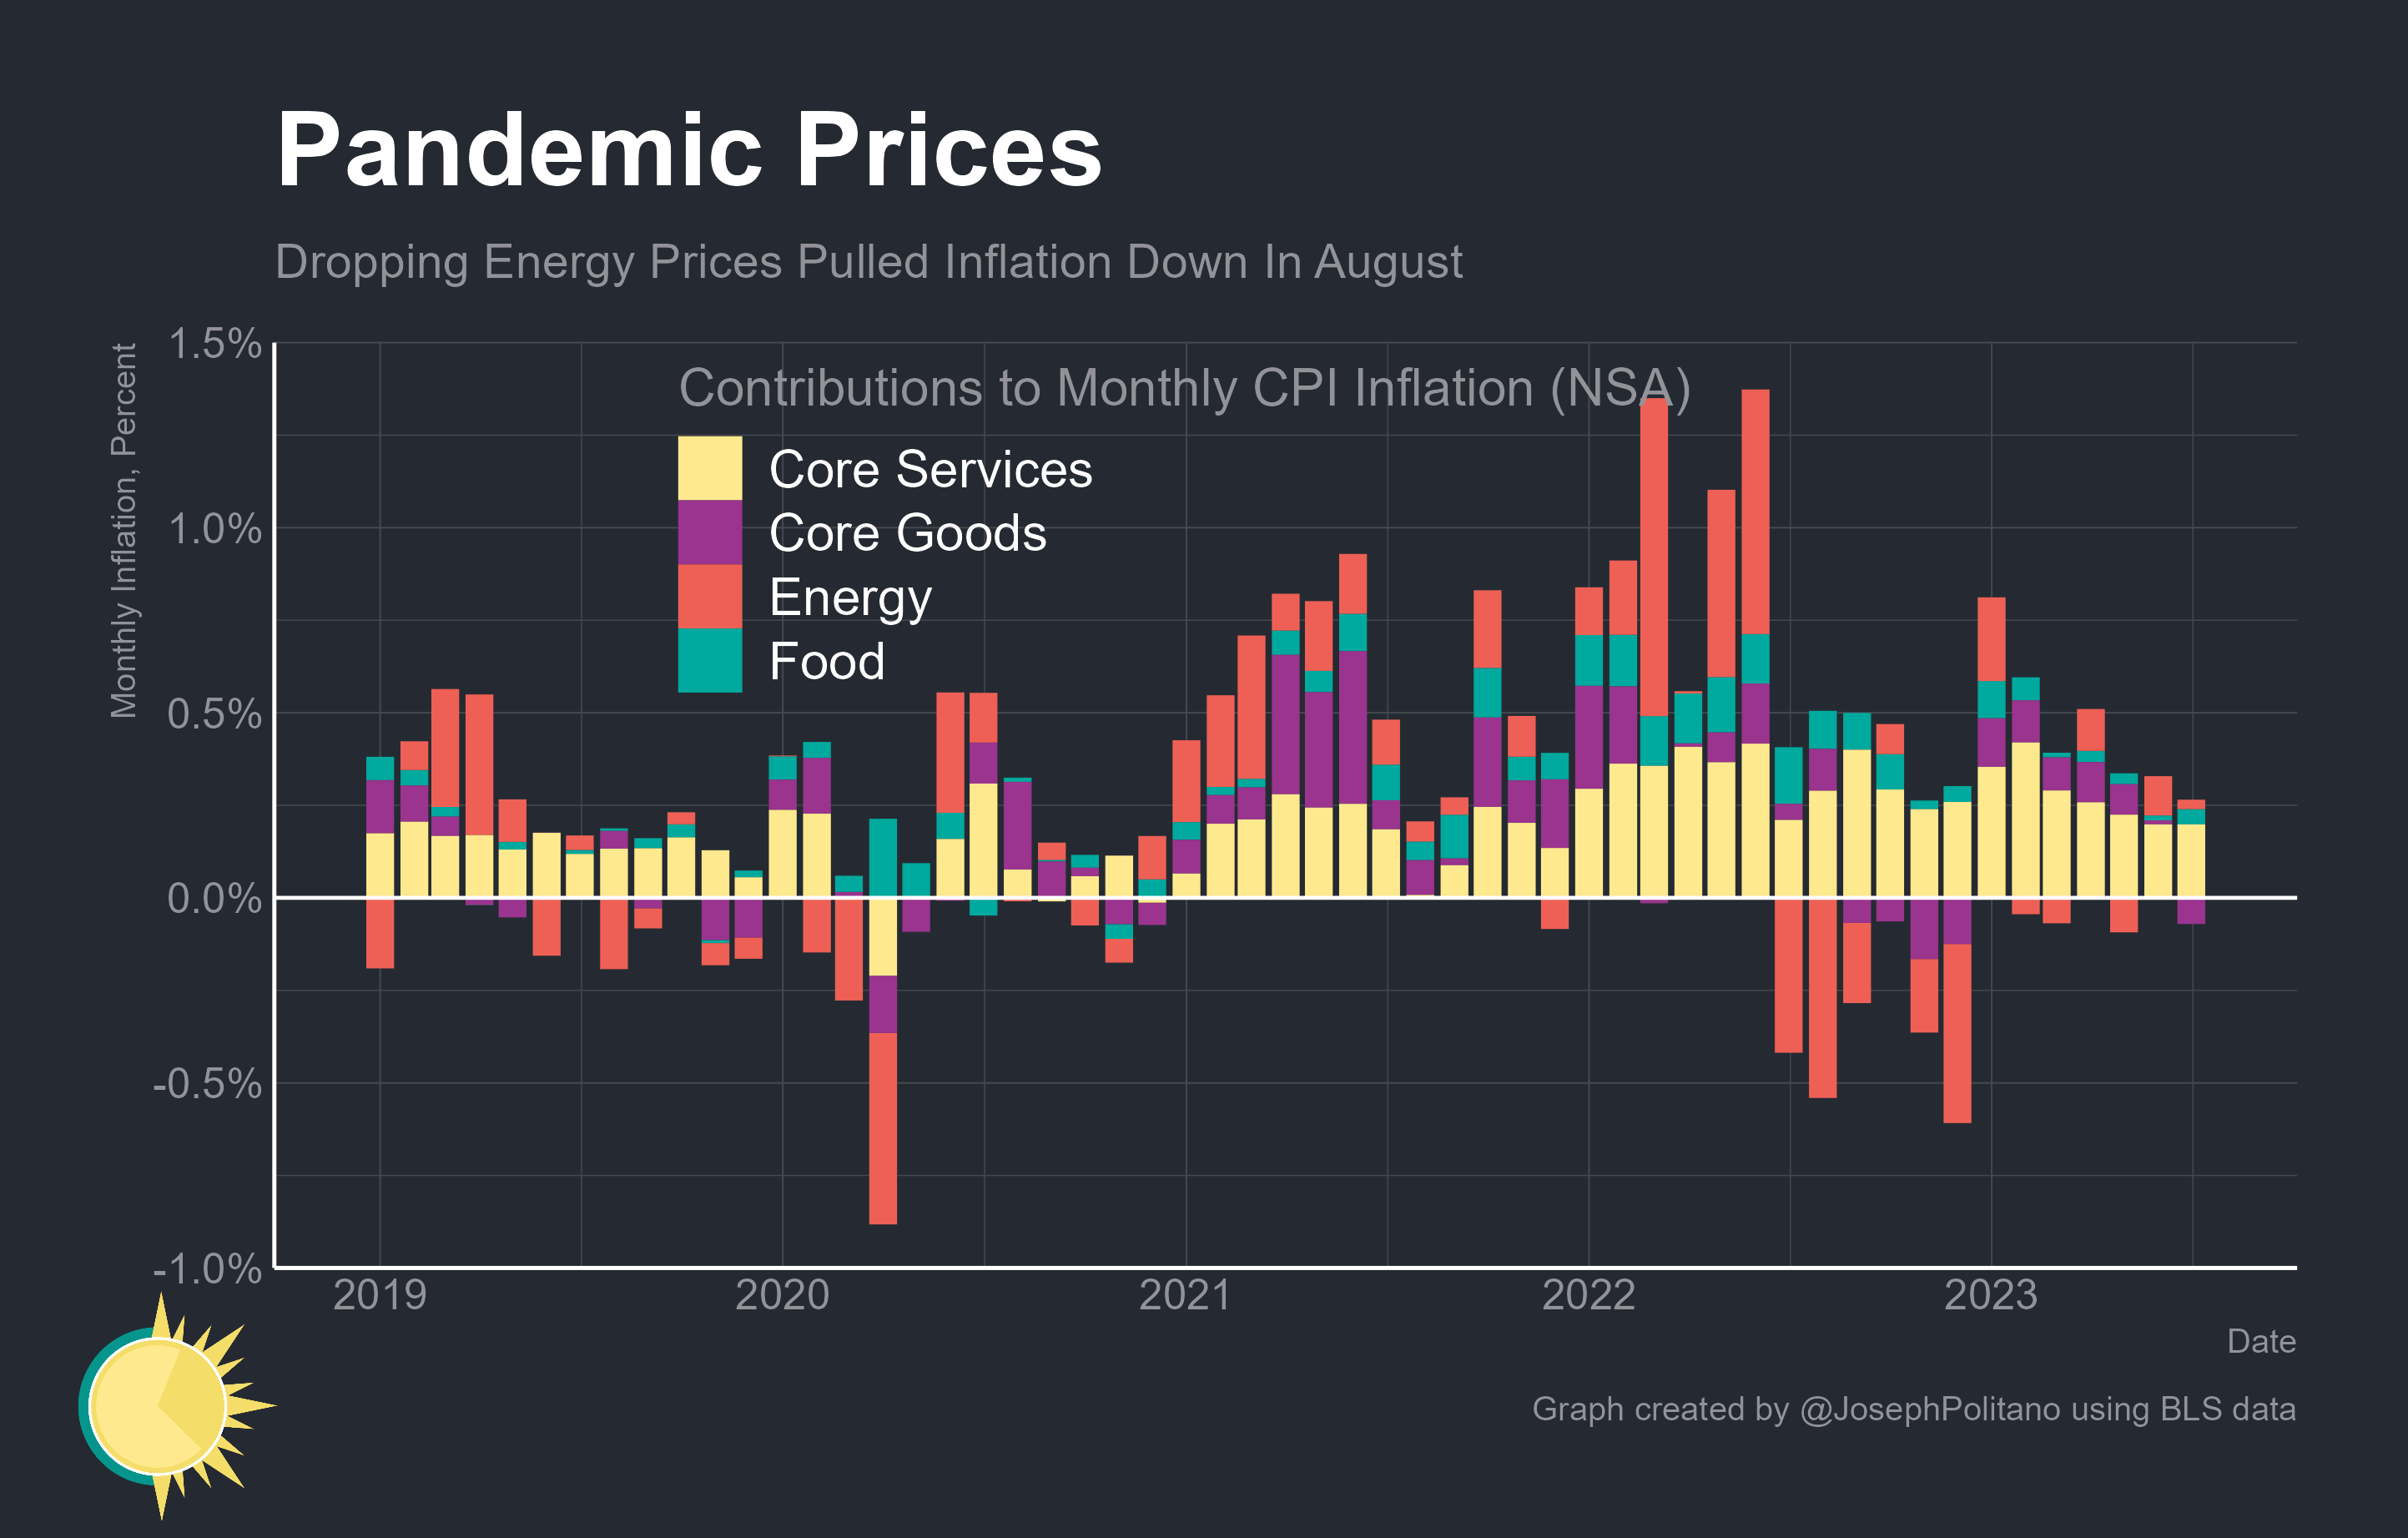 Pandemic Prices
Dropping Energy Prices Pulled Inflation Down In August
Monthly Inflation, Percent
1.5%
1.0%
0.5%
0.0%
-0.5%
-1.0%
Contributions to Monthly CPI Inflation (NSA)
Core Services
Core Goods
Energy
Food
2019
2020
2021
2022
2023
Date
Graph created by @JosephPolitano using BLS data